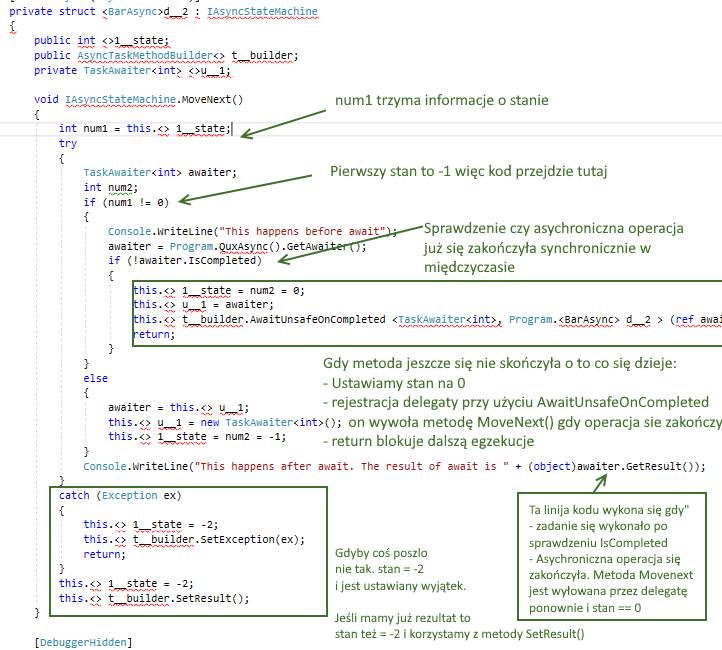 private struct <BarAsync>d__2 : IAsyncStateMachine
{
public int <>1__state;
public AsyncTaskMethodBuilder<> t__builder;
private TaskAwaiter<int> <>u__1;
void IAsyncStateMachine.MoveNext()
num1 trzyma informacje o stanie
{
int num1 = this.<> 1__state;
try
{
Pierwszy stan to -1 więc kod przejdzie tutaj
TaskAwaiter<int> awaiter;
int num2;
if (num1 != 0)
{
Console.WriteLine("This happens before await");
awaiter = Program.QuxAsync().GetAwaiter();
if (!awaiter.IsCompleted)
Sprawdzenie czy asychroniczna operacja
już się zakończyła synchronicznie w
międczyczasie
{
this.<> 1__state = num2 = 0;
this.<> u__1 = awaiter;
this.<> t__builder.AwaitUnsafeOnCompleted <TaskAwaiter<int>, Program.<BarAsync> d__2 > (ref awai
return;
}
}
else
{
awaiter = this.<> u__1;
this.<> u__1 = new TaskAwaiter<int>();
this.<> 1__state = num2 = -1;
}
Gdy metoda jeszcze się nie skończyła o to co się dzieje:
- Ustawiamy stan na 0
- rejestracja delegaty przy użyciu AwaitUnsafeOnCompleted
on wywoła metodę MoveNext() gdy operacja sie zakończy
- return blokuje dalszą egzekucje
Console.WriteLine("This happens after await. The result of await is " + (object)awaiter.GetResult());
}
catch (Exception ex)
{
this.<> 1__state = -2;
this.<> t__builder.SetException(ex);
return;
}
this.<> 1__state = -2;
this.<> t__builder.SetResult();
}
Gdyby coś poszlo
nie tak. stan = -2
i jest ustawiany wyjątek.
Jeśli mamy już rezultat to
stan też = -2 i korzystamy z metody SetResult()
Ta linija kodu wykona się gdy"
- zadanie się wykonało po
sprawdzeniu IsCompleted
- Asychroniczna operacja się
zakończyła. Metoda Movenext
jest wyłowana przez delegatę
ponownie i stan == 0
[DebuggerHidden]